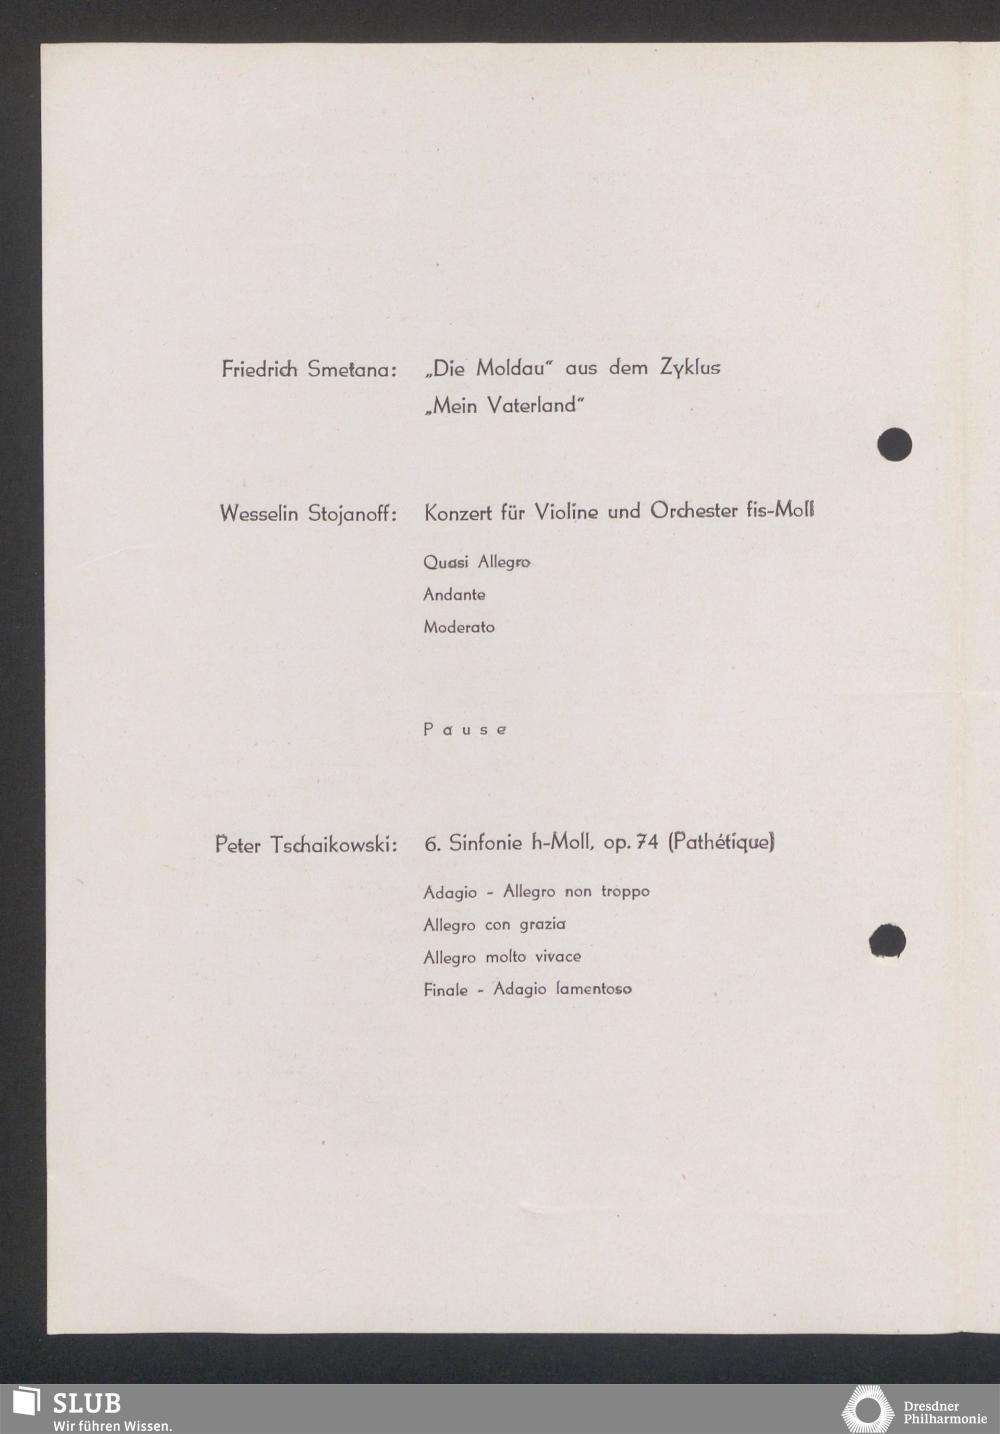 Friedrich Smetana: „Die Moldau“ aus dem Zyklus
„Mein Vaterland“
Wesselin Stojanoff: Konzert für Violine und Orchester fis-Moll
Quasi Allegro
Andante
Moderato
Pause
Peter Tschaikowski: 6. Sinfonie h-Moll, op. 74 (Pathétique)
Adagio - Allegro non troppo
Allegro con grazia
Allegro molto vivace
Finale - Adagio lamentoso
SLUB
Wir führen Wissen.
Dresdner
Philharmonie